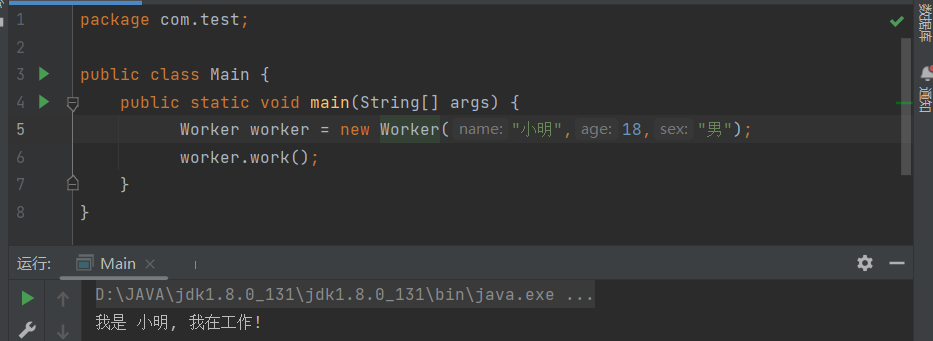 1 package com.test;
2
3 public class Main {
4 public static void main(String[] args) {
5 Worker worker = new Worker( name: "小明", age: 18, sex: "男");
6 worker.work();
7 }
8 }
数据库
通知
运行: Main
D:\JAVA\jdk1.8.0_131\jdk1.8.0_131\bin\java.exe ...
我是 小明, 我在工作!